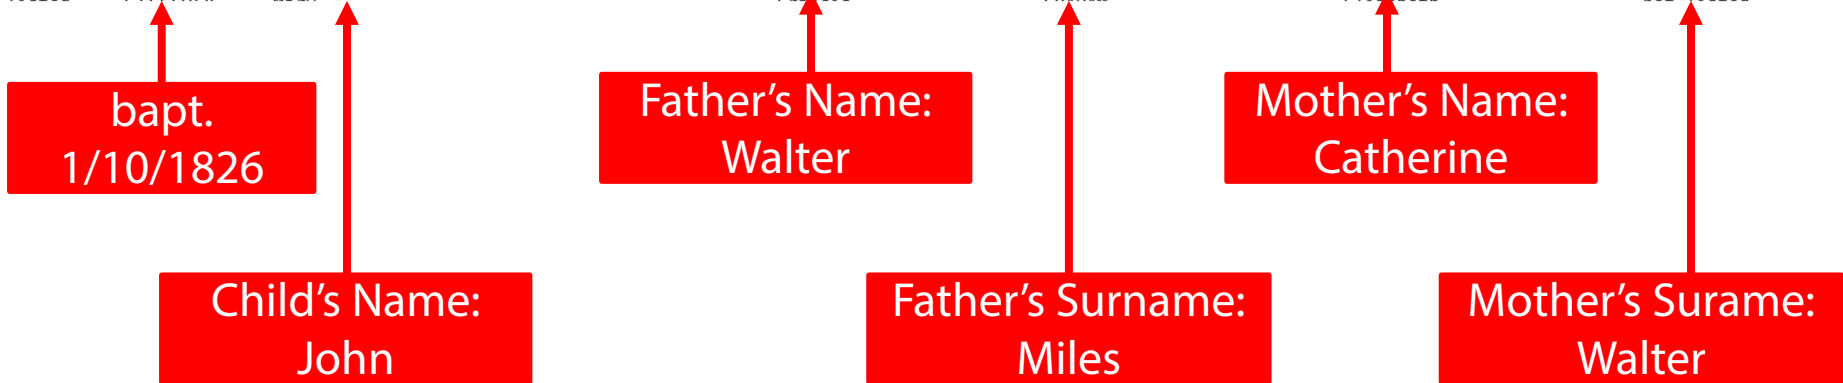 bapt.
1/10/1826
Father’s Name:
Walter
Mother’s Name:
Catherine
Child’s Name:
John
Father’s Surname:
Miles
Mother’s Surame:
Walter